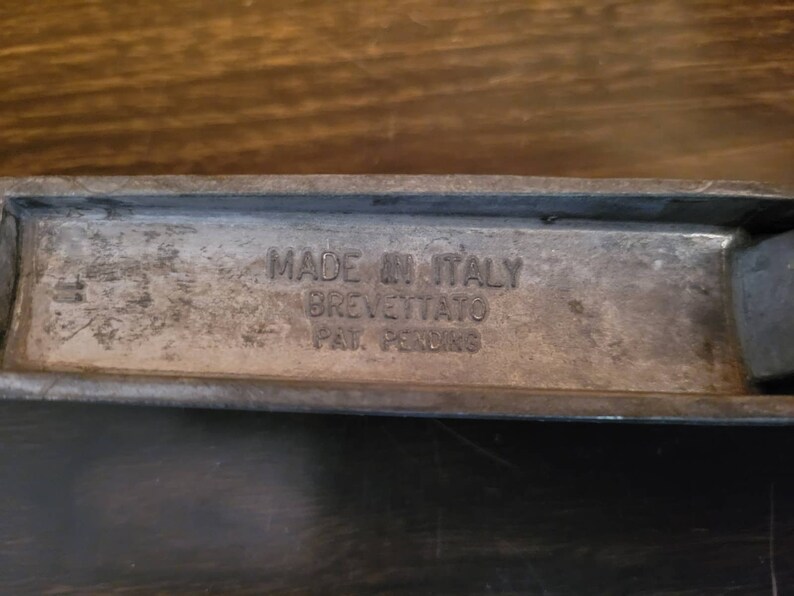 MADE IN ITALY
BREVETTATO
PAT. PENDING